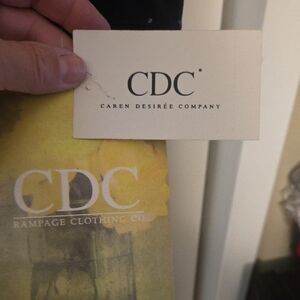 CDC*
CAREN DESIRÉE COMPANY
CDC
RAMPAGE CLOTHING CO.